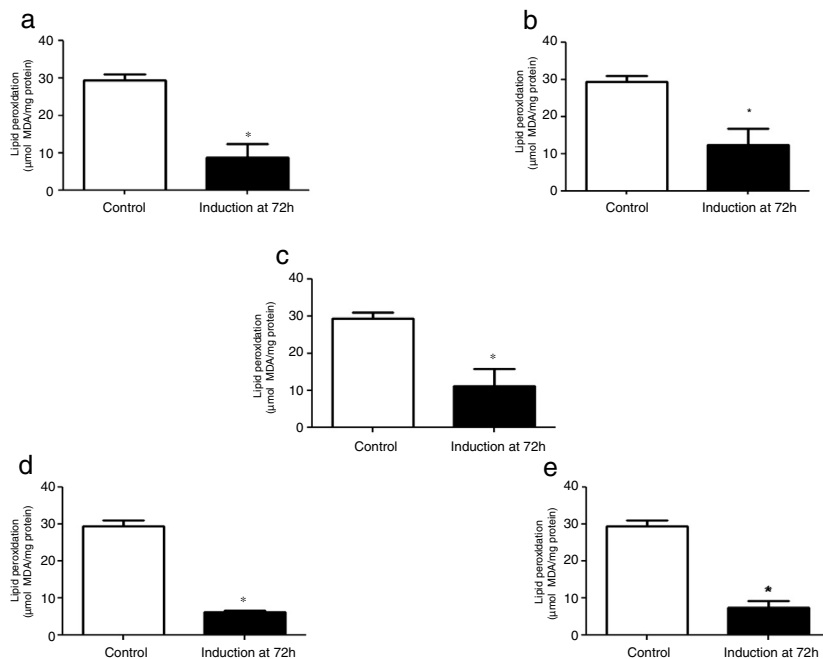 a
Lipid peroxidation
(µmol MDA/mg protein)
40
30
20
10
0
*
Control
Induction at 72h
b
Lipid peroxidation
(µmol MDA/mg protein)
40
30
20
10
0
*
Control
Induction at 72h
c
Lipid peroxidation
(µmol MDA/mg protein)
40
30
20
10
0
*
Control
Induction at 72h
d
Lipid peroxidation
(µmol MDA/mg protein)
40
30
20
10
0
*
Control
Induction at 72h
e
Lipid peroxidation
(µmol MDA/mg protein)
40
30
20
10
0
*
Control
Induction at 72h